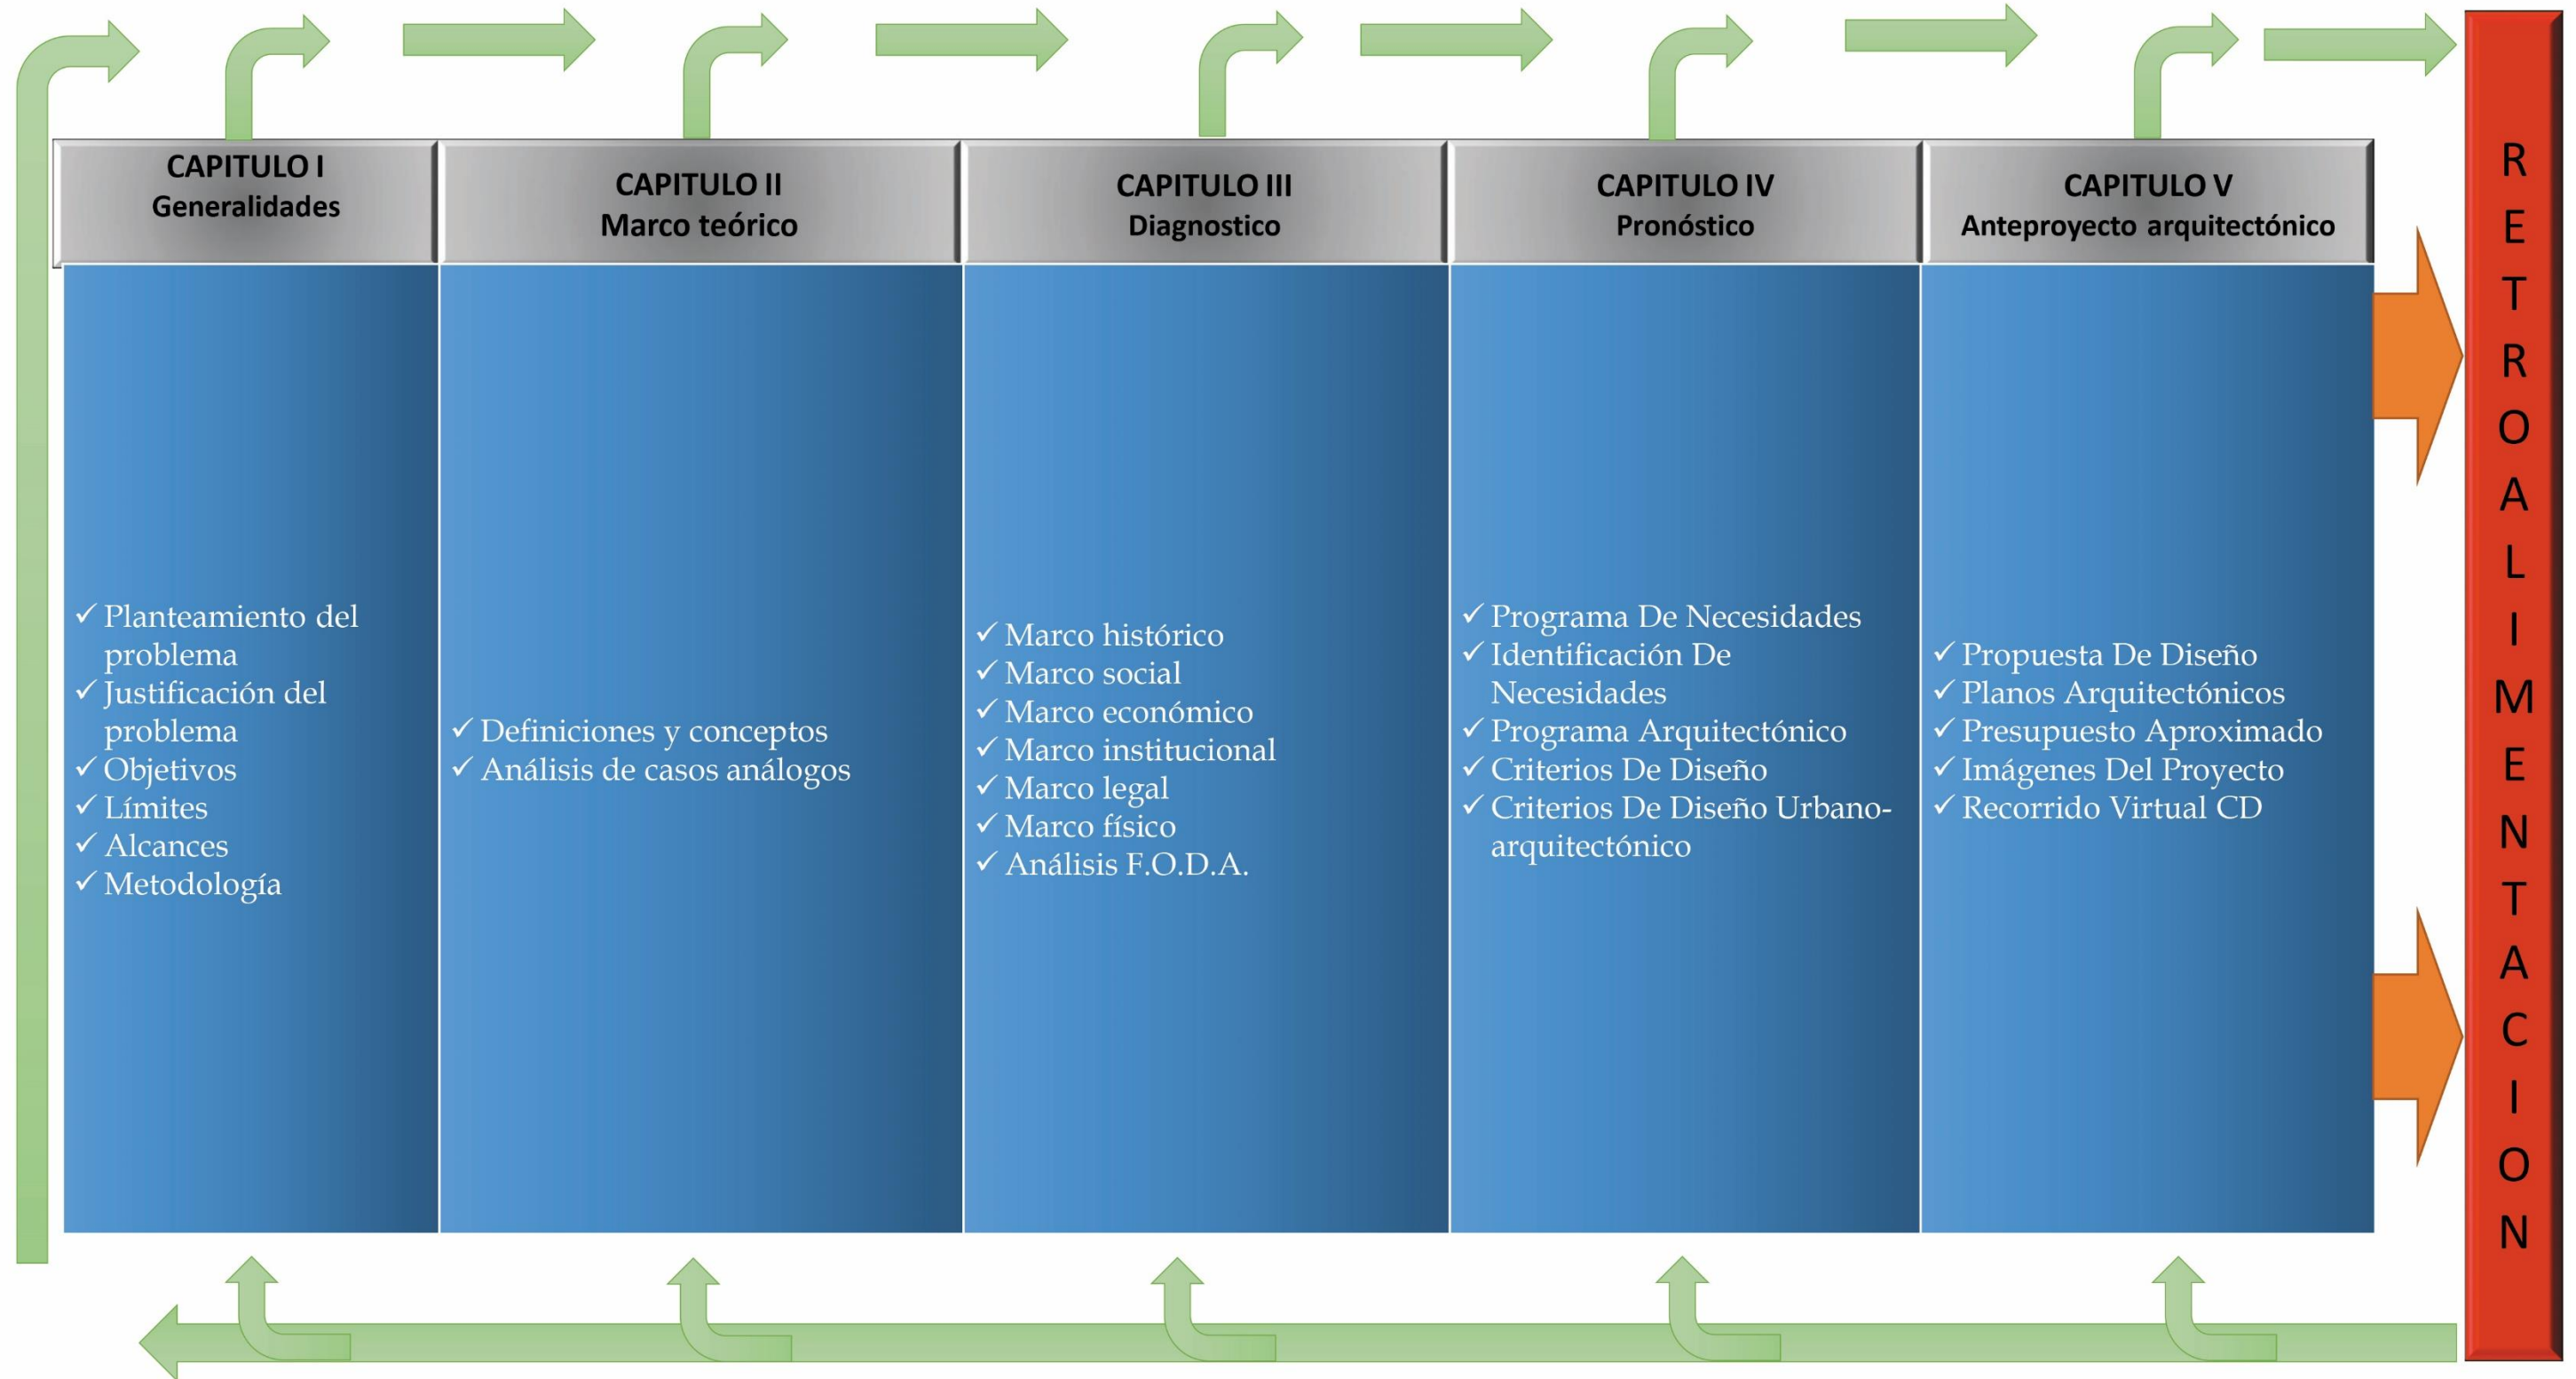 CAPITULO I
Generalidades
CAPITULO II
Marco teórico
CAPITULO III
Diagnostico
CAPITULO IV
Pronóstico
CAPITULO V
Anteproyecto arquitectónico
✓ Planteamiento del
problema
✓ Justificación del
problema
✓ Objetivos
✓ Límites
✓ Alcances
✓ Metodología
✓ Definiciones y conceptos
✓ Análisis de casos análogos
✓ Marco histórico
✓ Marco social
✓ Marco económico
✓ Marco institucional
✓ Marco legal
✓ Marco físico
✓ Análisis F.O.D.A.
✓ Programa De Necesidades
✓ Identificación De
Necesidades
✓ Programa Arquitectónico
✓ Criterios De Diseño
✓ Criterios De Diseño Urbano-
arquitectónico
✓ Propuesta De Diseño
✓ Planos Arquitectónicos
✓ Presupuesto Aproximado
✓ Imágenes Del Proyecto
✓ Recorrido Virtual CD
RETROALIMENTACION